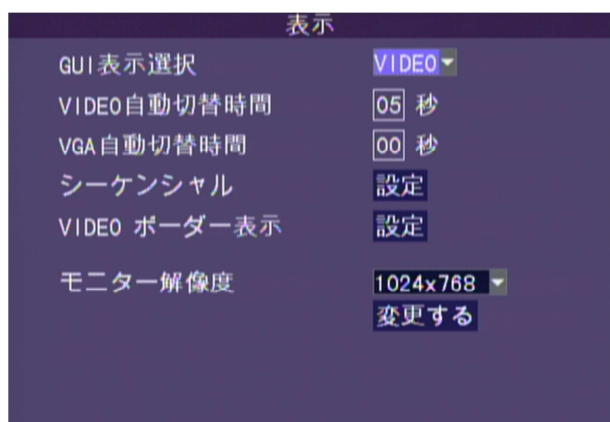 表示
GUI表示選択 VIDEO
VIDEO自動切替時間 05 秒
VGA自動切替時間 00 秒
シーケンシャル 設定
VIDEO ボーダー表示 設定
モニター解像度 1024x768
変更する